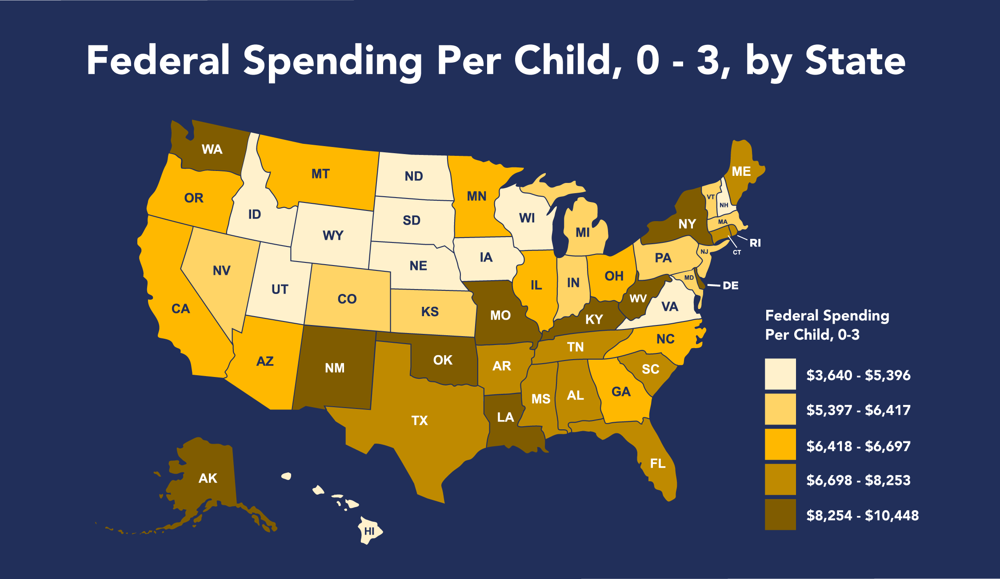 Federal Spending Per Child, 0 - 3, by State
WA
MT
ND
MN
ME
OR
ID
SD
WI
MI
VT
NH
NY
MA
RI
CT
WY
NV
UT
CO
NE
IA
IL
IN
OH
PA
NJ
MD
DE
CA
KS
MO
KY
WV
VA
AZ
NM
OK
AR
TN
NC
SC
MS
AL
GA
TX
LA
FL
AK
HI
Federal Spending
Per Child, 0-3
$3,640 - $5,396
$5,397 - $6,417
$6,418 - $6,697
$6,698 - $8,253
$8,254 - $10,448